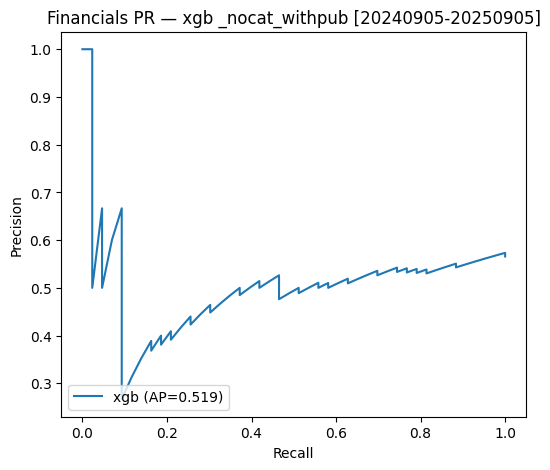 Financials PR — xgb _nocat_withpub [20240905-20250905]
1.0
0.9
0.8
0.7
0.6
0.5
0.4
0.3
Precision
xgb (AP=0.519)
0.0 0.2 0.4 0.6 0.8 1.0
Recall